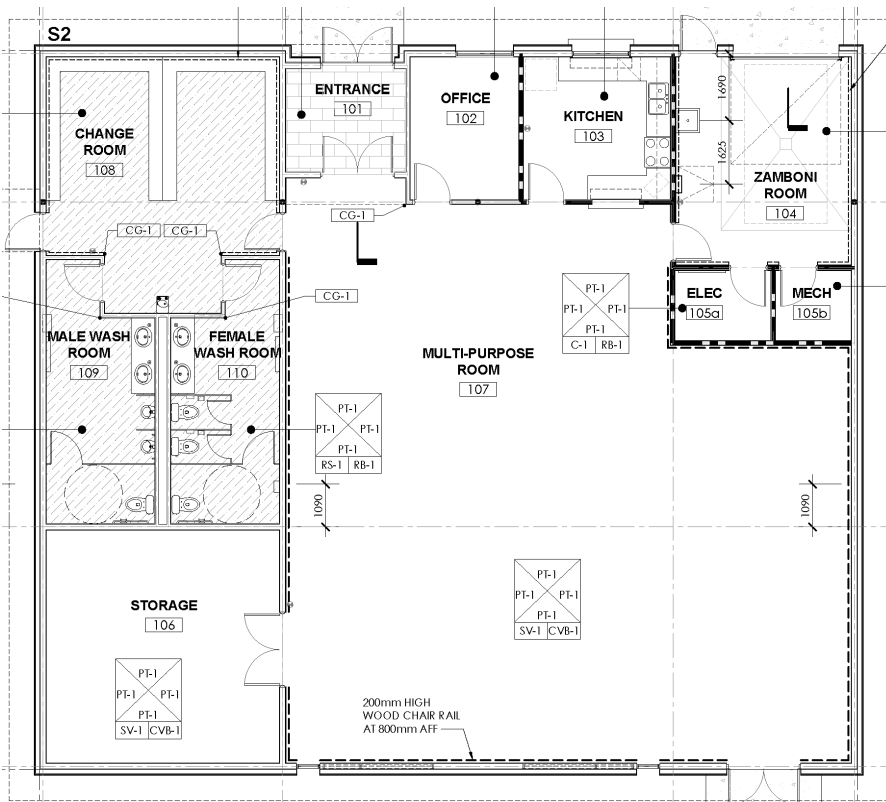 S2
ENTRANCE
101
OFFICE
102
KITCHEN
103
1690
1625
CHANGE
ROOM
108
ZAMBONI
ROOM
104
CG-1
CG-1 CG-1
CG-1
ELEC
105a
MECH
105b
PT-1
PT-1 PT-1
PT-1
C-1 RB-1
MALE WASH
ROOM
109
FEMALE
WASH ROOM
110
MULTI-PURPOSE
ROOM
107
PT-1
PT-1 PT-1
PT-1
RS-1 RB-1
1090
1090
STORAGE
106
PT-1
PT-1 PT-1
PT-1
SV-1 CVB-1
PT-1
PT-1 PT-1
PT-1
SV-1 CVB-1
200mm HIGH
WOOD CHAIR RAIL
AT 800mm AFF